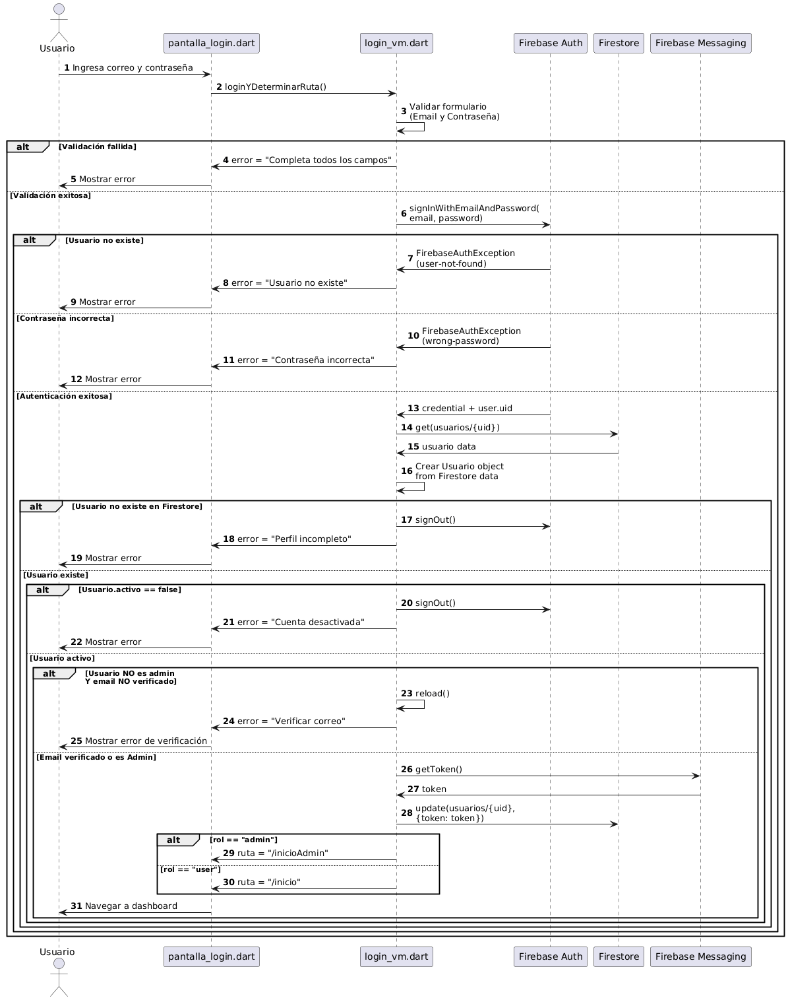 Usuario
pantalla_login.dart
login_vm.dart
Firebase Auth
Firestore
Firebase Messaging
1 Ingresa correo y contraseña
2 loginYDeterminarRuta()
3 Validar formulario
(Email y Contraseña)
alt [Validación fallida]
4 error = "Completa todos los campos"
5 Mostrar error
[Validación exitosa]
6 signInWithEmailAndPassword(
email, password)
alt [Usuario no existe]
7 FirebaseAuthException
(user-not-found)
8 error = "Usuario no existe"
9 Mostrar error
[Contraseña incorrecta]
10 FirebaseAuthException
(wrong-password)
11 error = "Contraseña incorrecta"
12 Mostrar error
[Autenticación exitosa]
13 credential + user.uid
14 get(usuarios/{uid})
15 usuario data
16 Crear Usuario object
from Firestore data
alt [Usuario no existe en Firestore]
17 signOut()
18 error = "Perfil incompleto"
19 Mostrar error
[Usuario existe]
alt [Usuario.activo == false]
20 signOut()
21 error = "Cuenta desactivada"
22 Mostrar error
[Usuario activo]
alt [Usuario NO es admin
Y email NO verificado]
23 reload()
24 error = "Verificar correo"
25 Mostrar error de verificación
[Email verificado o es Admin]
26 getToken()
27 token
28 update(usuarios/{uid},
{token: token})
alt [rol == "admin"]
29 ruta = "/inicioAdmin"
[rol == "user"]
30 ruta = "/inicio"
31 Navegar a dashboard
Usuario
pantalla_login.dart
login_vm.dart
Firebase Auth
Firestore
Firebase Messaging